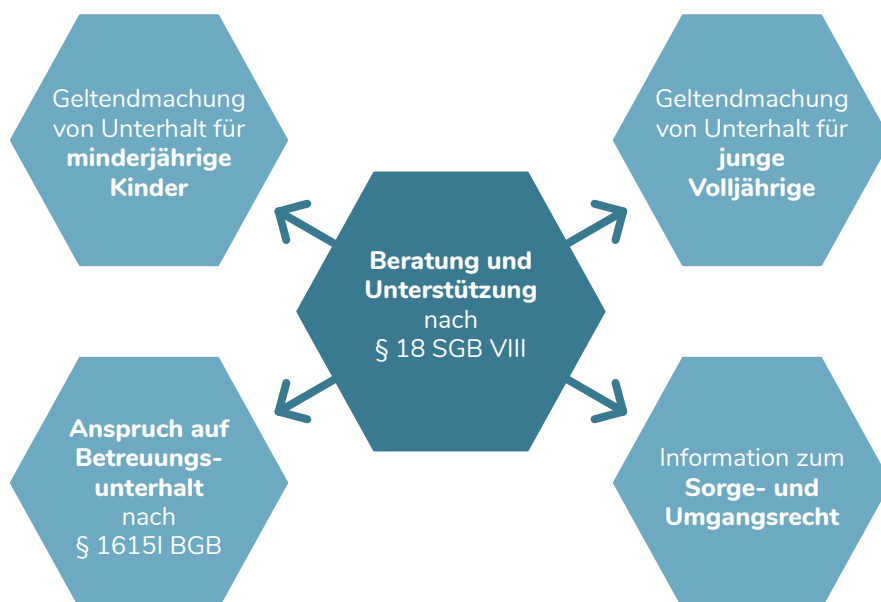 Geltendmachung
von Unterhalt für
minderjährige
Kinder
Geltendmachung
von Unterhalt für
junge
Volljährige
Beratung und
Unterstützung
nach
§ 18 SGB VIII
Anspruch auf
Betreuungs-
unterhalt
nach
§ 1615l BGB
Information zum
Sorge- und
Umgangsrecht